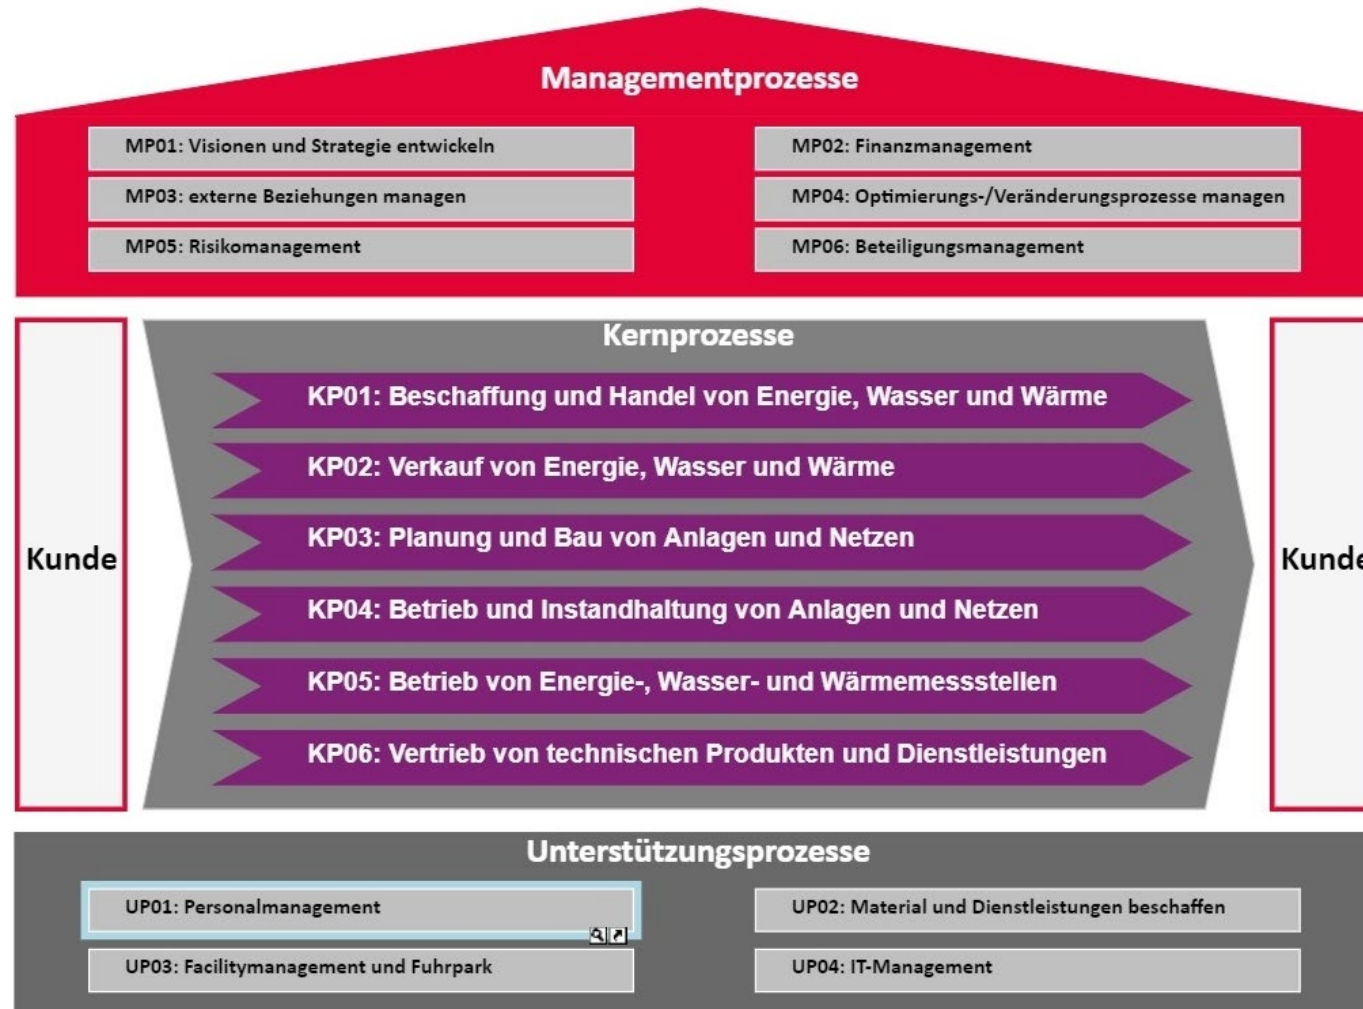 Managementprozesse
MP01: Visionen und Strategie entwickeln
MP02: Finanzmanagement
MP03: externe Beziehungen managen
MP04: Optimierungs-/Veränderungsprozesse managen
MP05: Risikomanagement
MP06: Beteiligungsmanagement
Kunde
Kernprozesse
KP01: Beschaffung und Handel von Energie, Wasser und Wärme
KP02: Verkauf von Energie, Wasser und Wärme
KP03: Planung und Bau von Anlagen und Netzen
KP04: Betrieb und Instandhaltung von Anlagen und Netzen
KP05: Betrieb von Energie-, Wasser- und Wärmemessstellen
KP06: Vertrieb von technischen Produkten und Dienstleistungen
Kunde
Unterstützungsprozesse
UP01: Personalmanagement
UP02: Material und Dienstleistungen beschaffen
UP03: Facilitymanagement und Fuhrpark
UP04: IT-Management